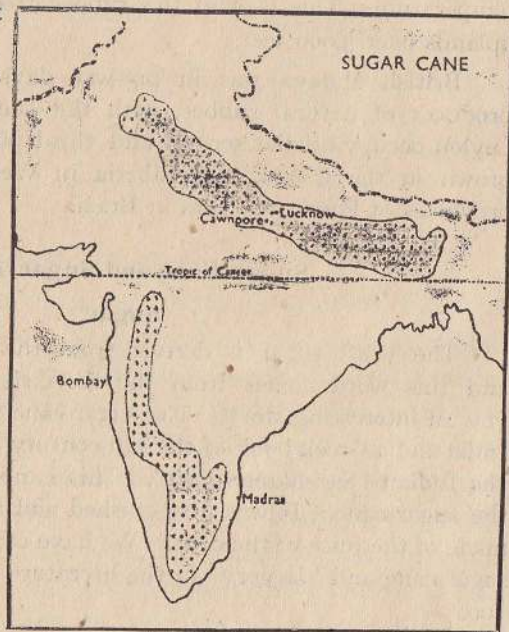 SUGAR CANE
Lucknow
Cawnpore
Tropic of Cancer
Bombay
Madras